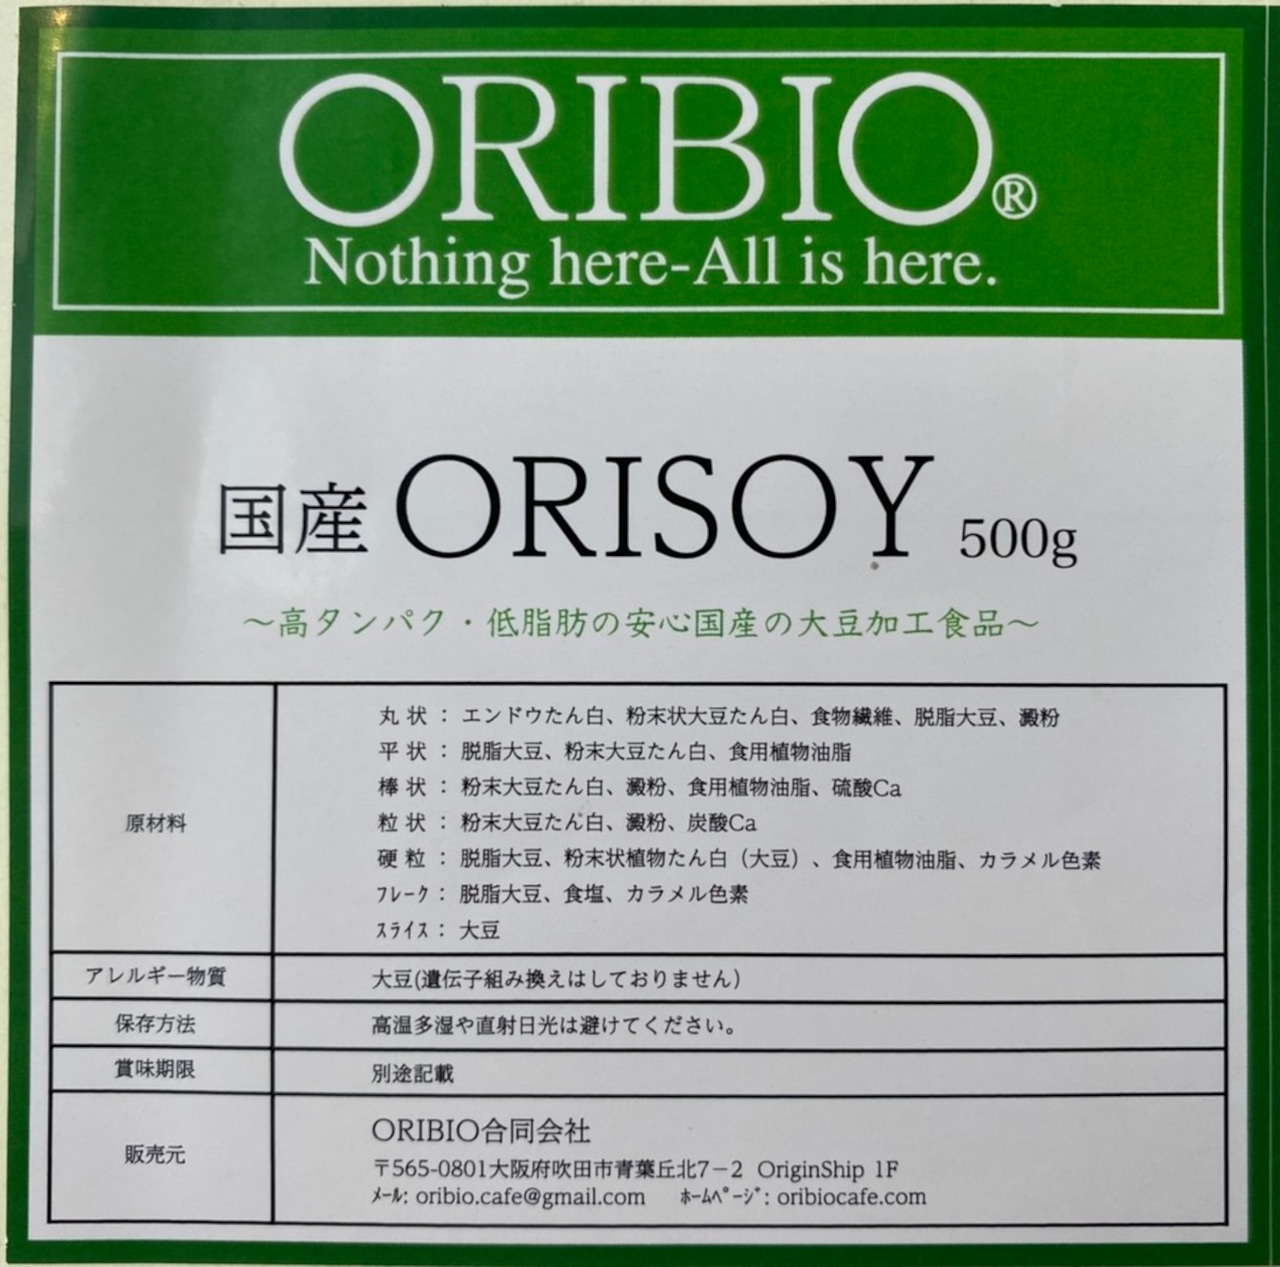 ORIBIO®
Nothing here-All is here.
国産 ORISOY 500g
～高タンパク・低脂肪の安心国産の大豆加工食品～
原材料
丸 状 ： エンドウたん白、粉末状大豆たん白、食物繊維、脱脂大豆、澱粉
平 状 ： 脱脂大豆、粉末大豆たん白、食用植物油脂
棒 状 ： 粉末大豆たん白、澱粉、食用植物油脂、硫酸Ca
粒 状 ： 粉末大豆たん白、澱粉、炭酸Ca
硬 粒 ： 脱脂大豆、粉末状植物たん白（大豆）、食用植物油脂、カラメル色素
ﾌﾚｰｸ ： 脱脂大豆、食塩、カラメル色素
ｽﾗｲｽ ： 大豆
アレルギー物質 大豆(遺伝子組み換えはしておりません）
保存方法 高温多湿や直射日光は避けてください。
賞味期限 別途記載
販売元
ORIBIO合同会社
〒565-0801大阪府吹田市青葉丘北7－2 OriginShip 1F
ﾒｰﾙ: oribio.cafe@gmail.com ﾎｰﾑﾍﾟｰｼﾞ: oribiocafe.com